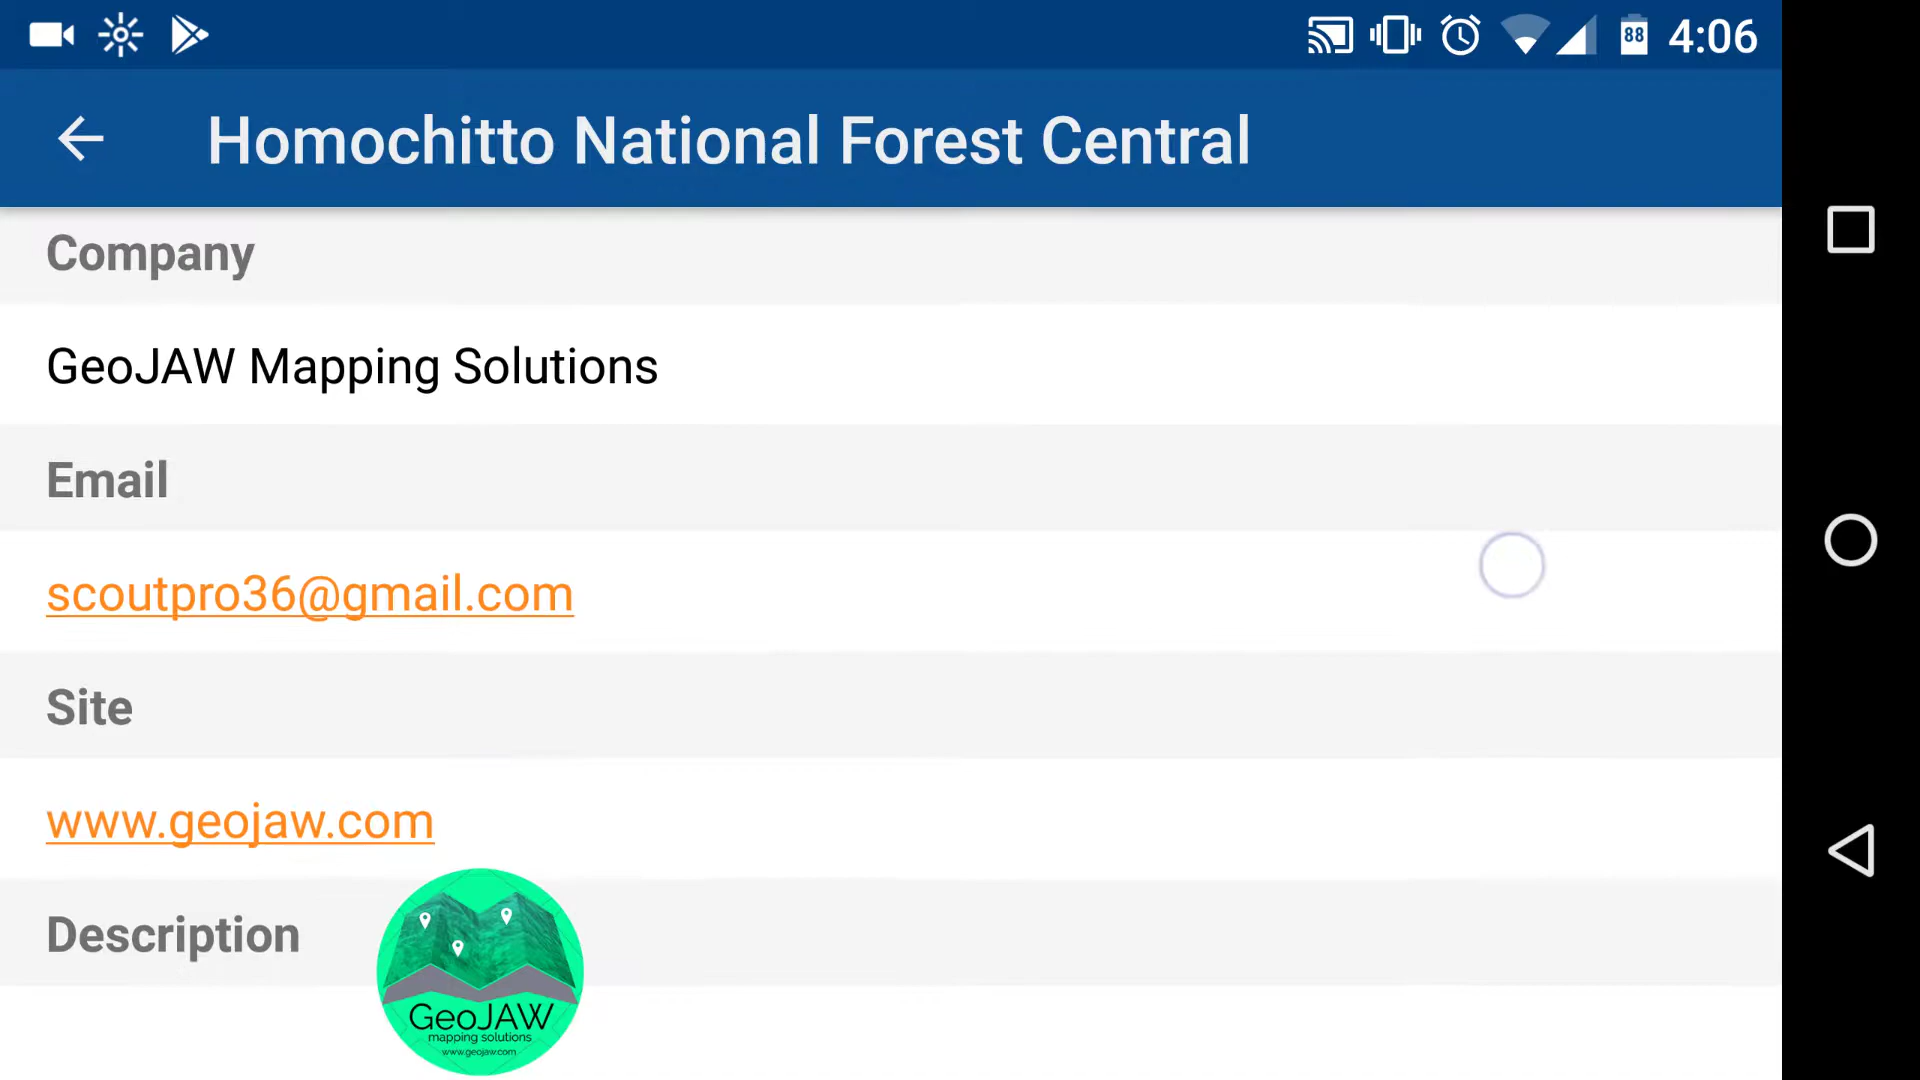 88 4:06
Homochitto National Forest Central
Company
GeoJAW Mapping Solutions
Email
scoutpro36@gmail.com
Site
www.geojaw.com
Description
GeoJAW
mapping solutions
www.geojaw.com